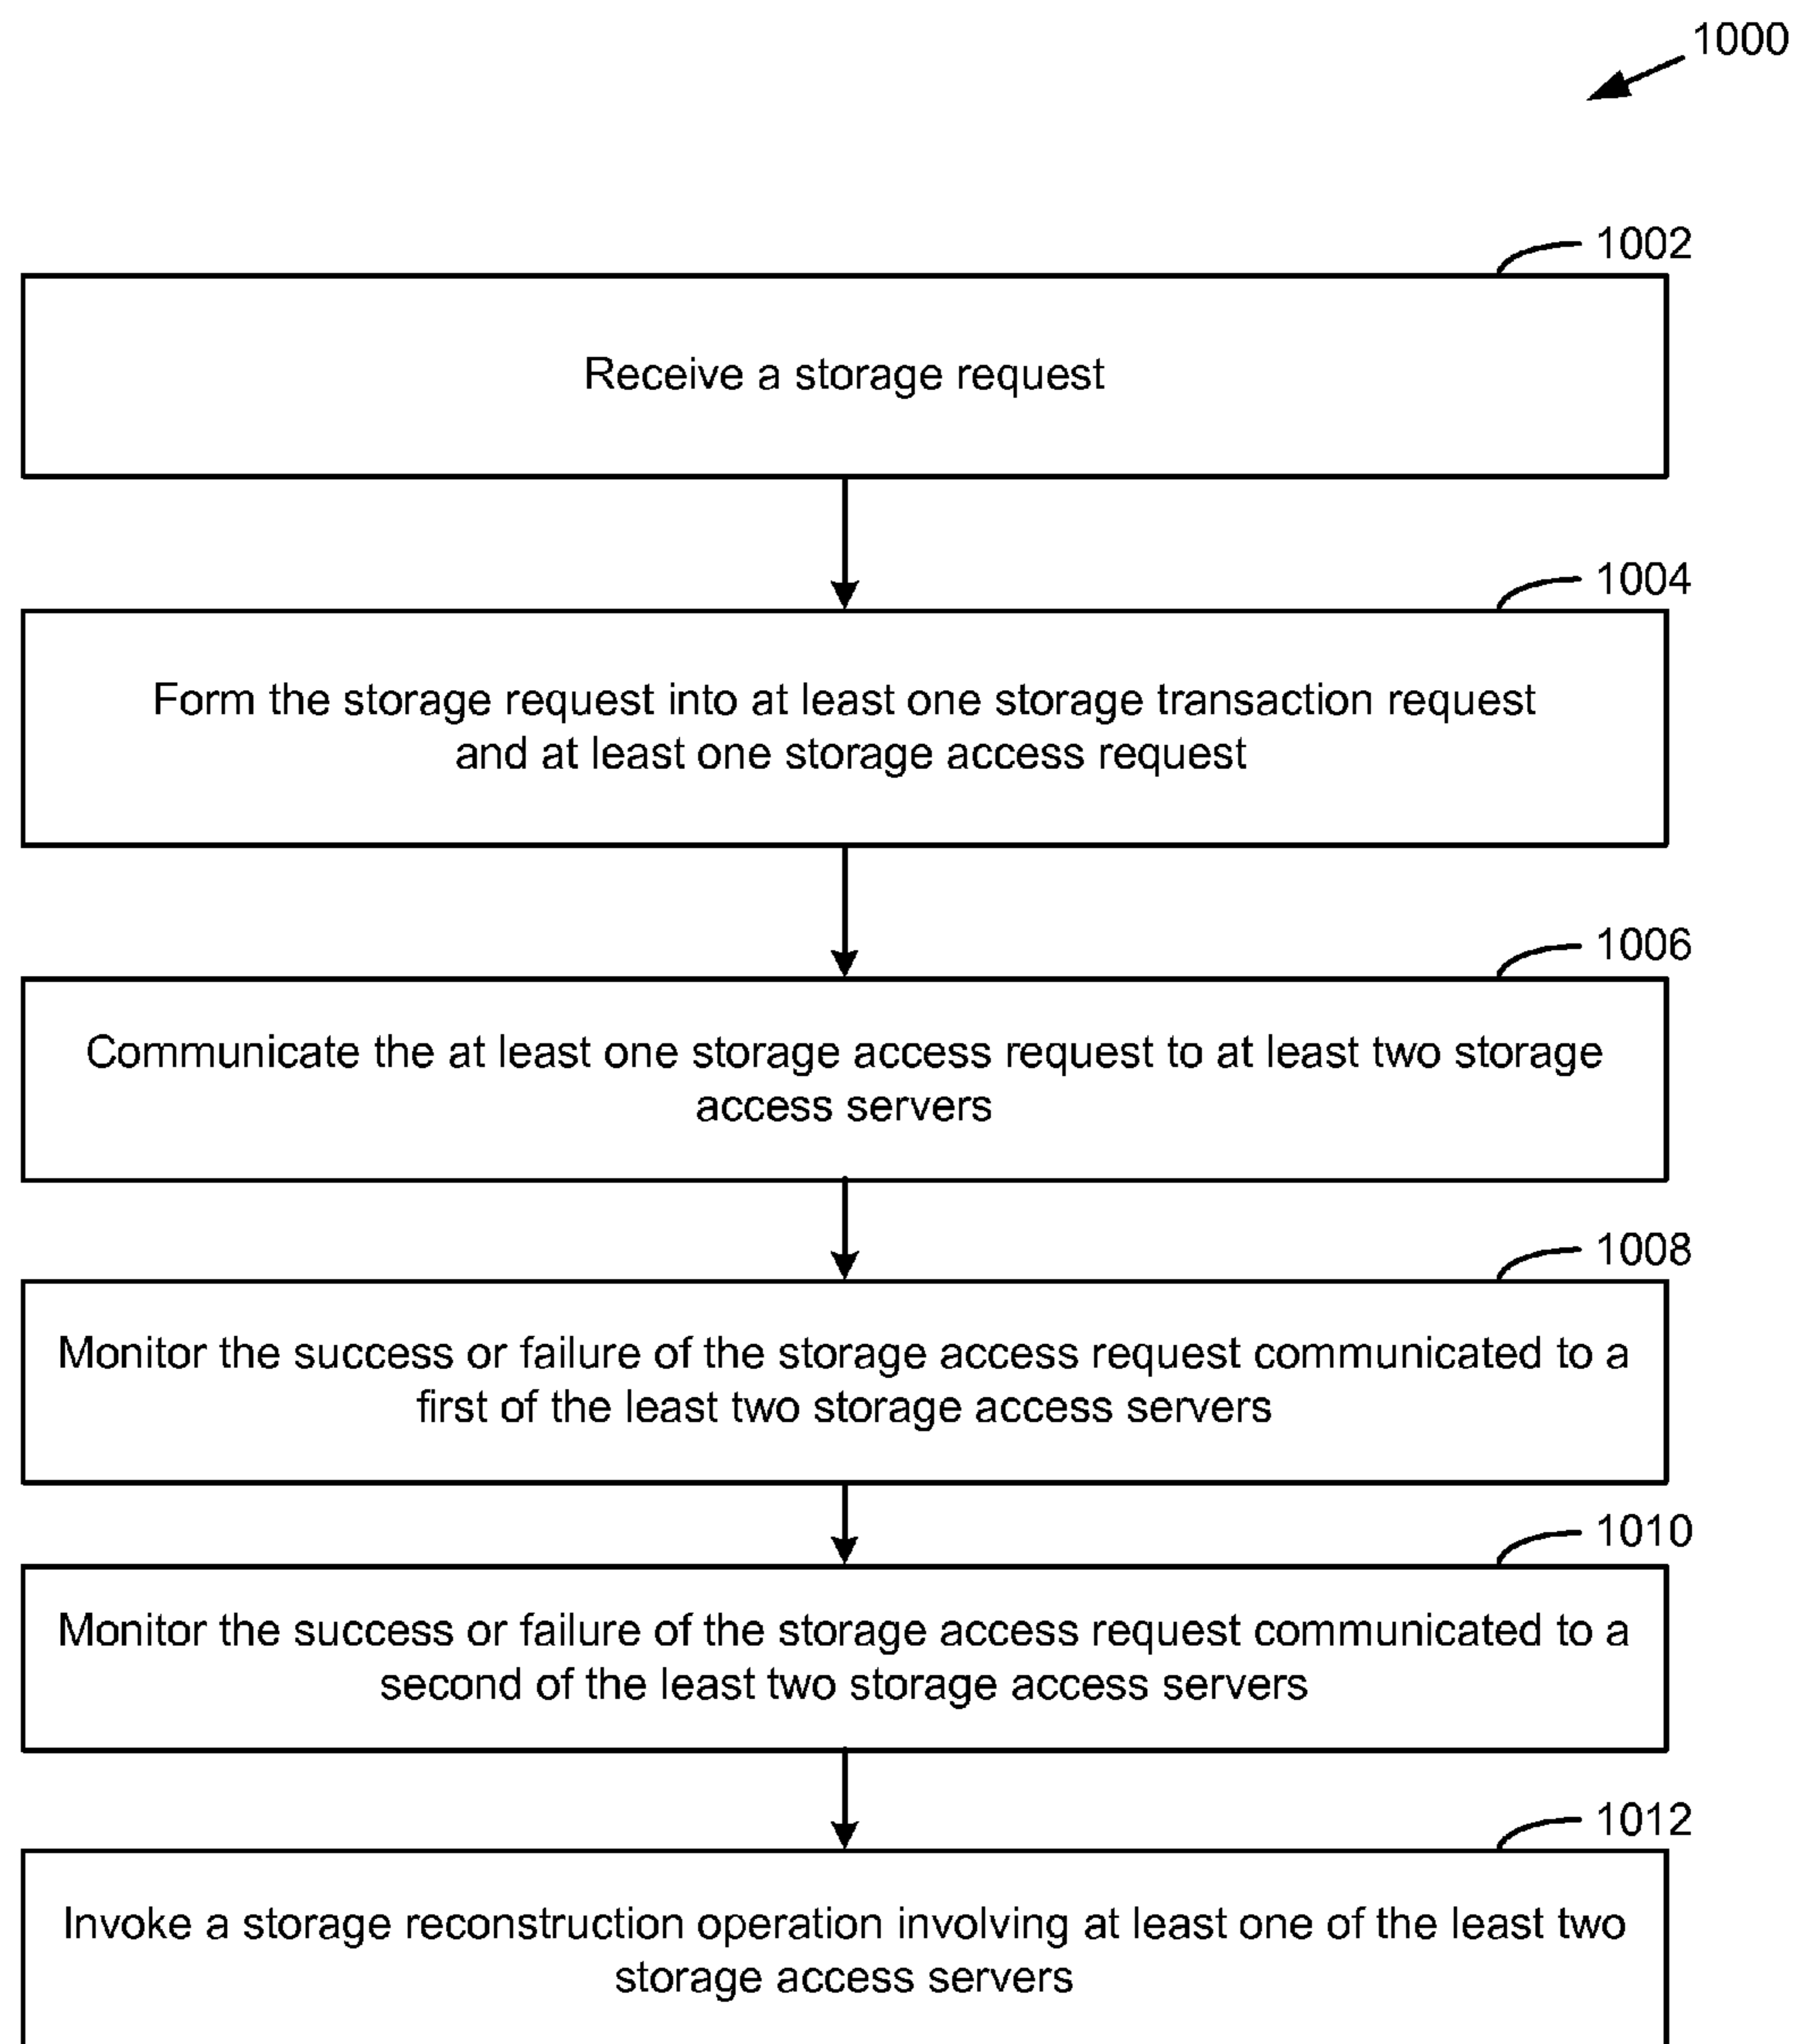 1000
1002
Receive a storage request
1004
Form the storage request into at least one storage transaction request
and at least one storage access request
1006
Communicate the at least one storage access request to at least two storage
access servers
1008
Monitor the success or failure of the storage access request communicated to a
first of the least two storage access servers
1010
Monitor the success or failure of the storage access request communicated to a
second of the least two storage access servers
1012
Invoke a storage reconstruction operation involving at least one of the least two
storage access servers